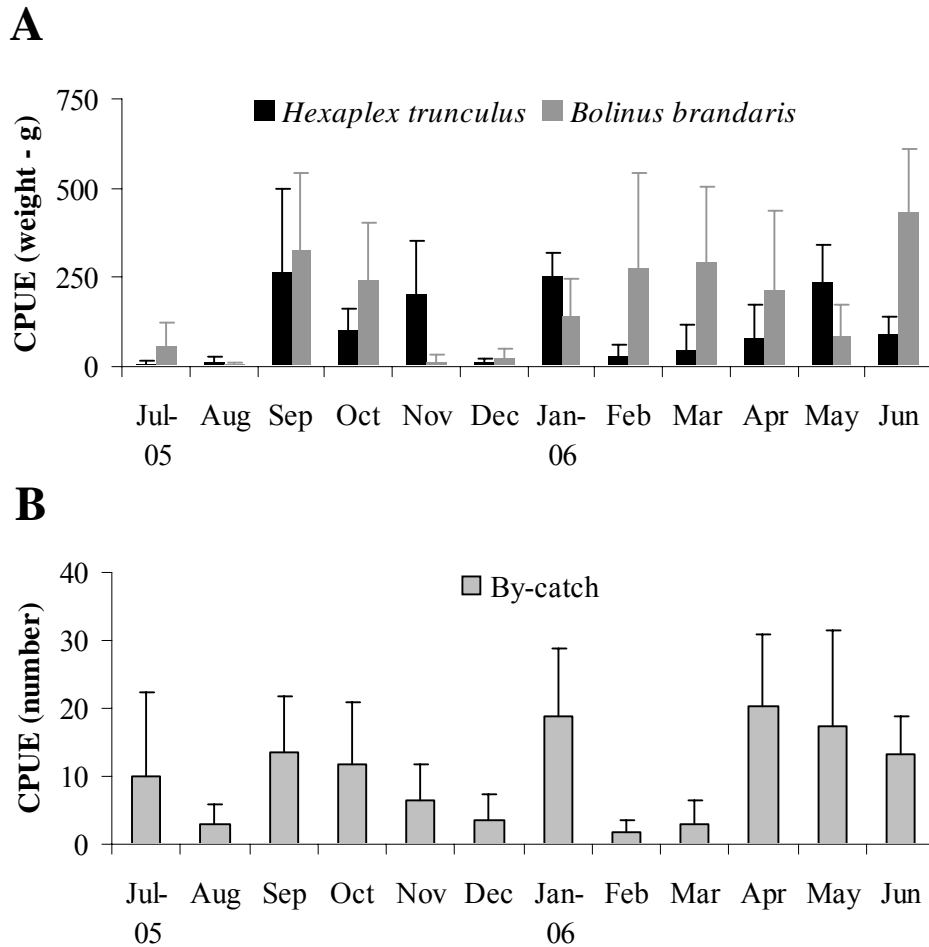 A
CPUE (weight - g)
750
500
250
0
Hexaplex trunculus Bolinus brandaris
Jul- Aug Sep Oct Nov Dec Jan- Feb Mar Apr May Jun
05 06
B
CPUE (number)
40
30
20
10
0
By-catch
Jul- Aug Sep Oct Nov Dec Jan- Feb Mar Apr May Jun
05 06